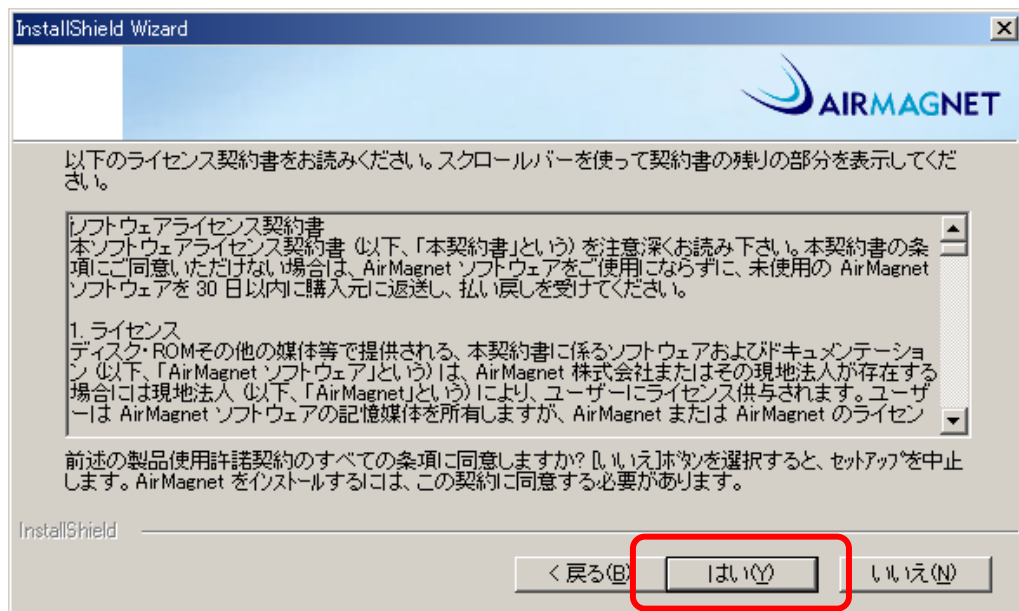 InstallShield Wizard
AIRMAGNET
以下のライセンス契約書をお読みください。スクロールバーを使って契約書の残りの部分を表示してくだ
さい。
ソフトウェアライセンス契約書
本ソフトウェアライセンス契約書 (以下、「本契約書」という) を注意深くお読み下さい。本契約書の条
項にご同意いただけない場合は、AirMagnet ソフトウェアをご使用にならずに、未使用の AirMagnet
ソフトウェアを 30 日以内に購入元に返送し、払い戻しを受けてください。
1. ライセンス
ディスク・ROMその他の媒体等で提供される、本契約書に係るソフトウェアおよびドキュメンテーショ
ン (以下、「AirMagnet ソフトウェア」という) は、AirMagnet 株式会社またはその現地法人が存在する
場合には現地法人 (以下、「AirMagnet」という) により、ユーザーにライセンス供与されます。ユーザ
ーは AirMagnet ソフトウェアの記憶媒体を所有しますが、AirMagnet または AirMagnet のライセン
前述の製品使用許諾契約のすべての条項に同意しますか? [いいえ]ﾎﾞﾀﾝを選択すると、ｾｯﾄｱｯﾌﾟを中止
します。AirMagnet をｲﾝｽﾄｰﾙするには、この契約に同意する必要があります。
InstallShield
< 戻る(B)
はい(Y)
いいえ(N)